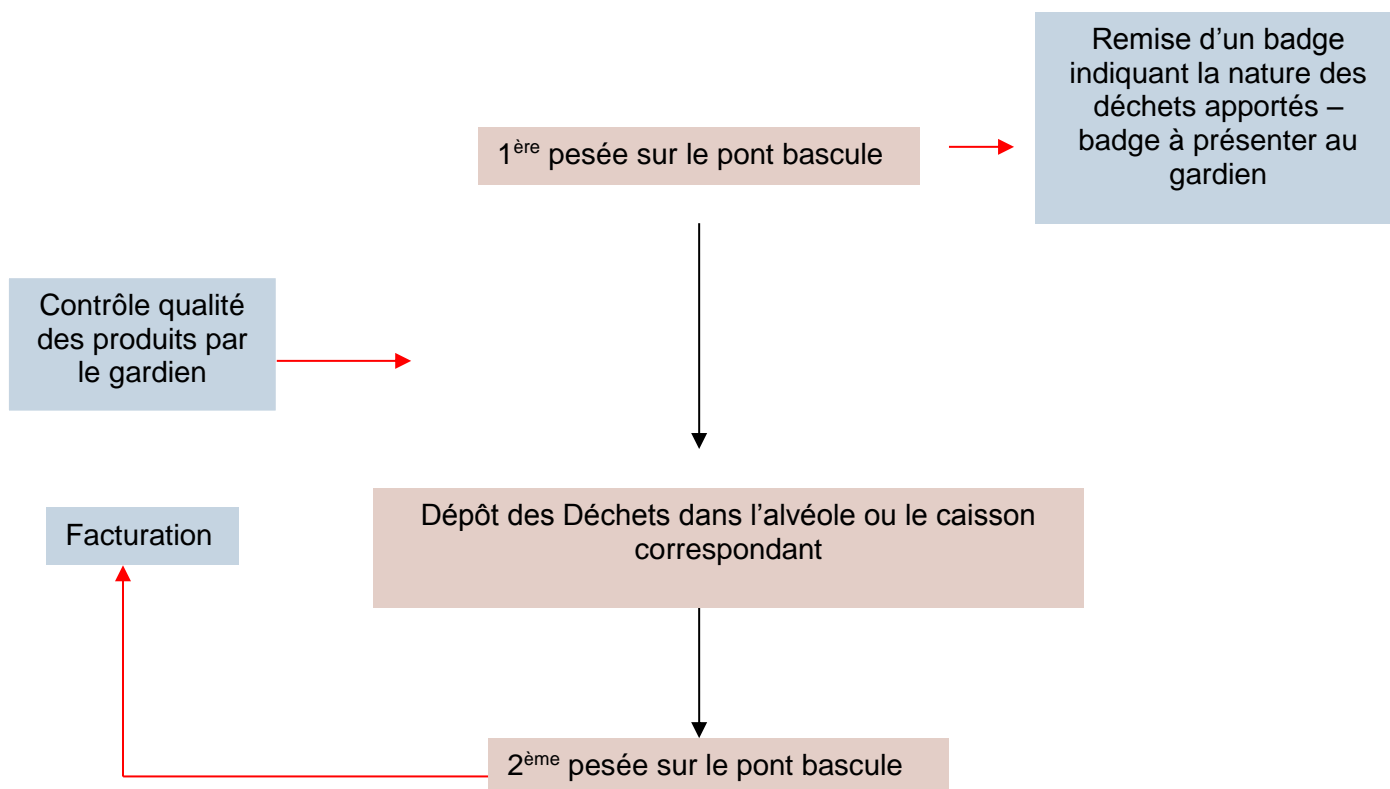 Remise d’un badge
indiquant la nature des
déchets apportés –
badge à présenter au
gardien
1ère pesée sur le pont bascule
Contrôle qualité
des produits par
le gardien
Dépôt des Déchets dans l’alvéole ou le caisson
correspondant
Facturation
2ème pesée sur le pont bascule